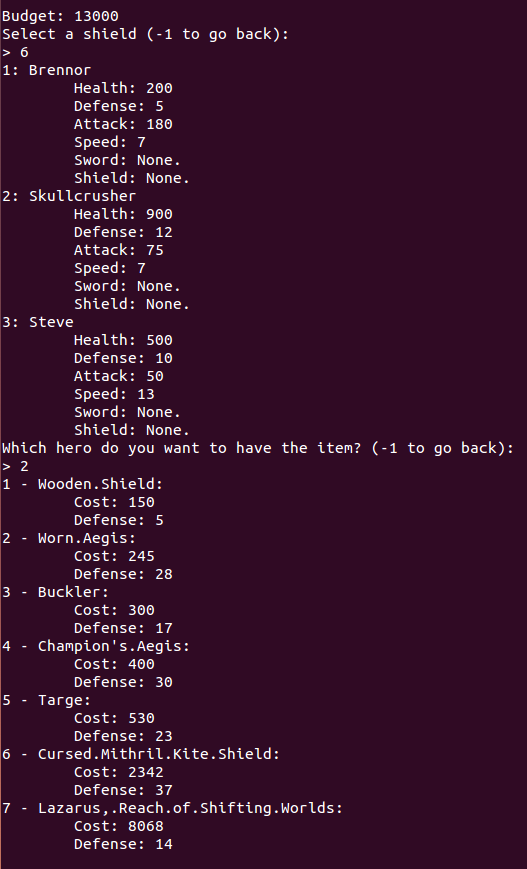 Budget: 13000
Select a shield (-1 to go back):
> 6
1: Brennor
Health: 200
Defense: 5
Attack: 180
Speed: 7
Sword: None.
Shield: None.
2: Skullcrusher
Health: 900
Defense: 12
Attack: 75
Speed: 7
Sword: None.
Shield: None.
3: Steve
Health: 500
Defense: 10
Attack: 50
Speed: 13
Sword: None.
Shield: None.
Which hero do you want to have the item? (-1 to go back):
> 2
1 - Wooden.Shield:
Cost: 150
Defense: 5
2 - Worn.Aegis:
Cost: 245
Defense: 28
3 - Buckler:
Cost: 300
Defense: 17
4 - Champion's.Aegis:
Cost: 400
Defense: 30
5 - Targe:
Cost: 530
Defense: 23
6 - Cursed.Mithril.Kite.Shield:
Cost: 2342
Defense: 37
7 - Lazarus,.Reach.of.Shifting.Worlds:
Cost: 8068
Defense: 14